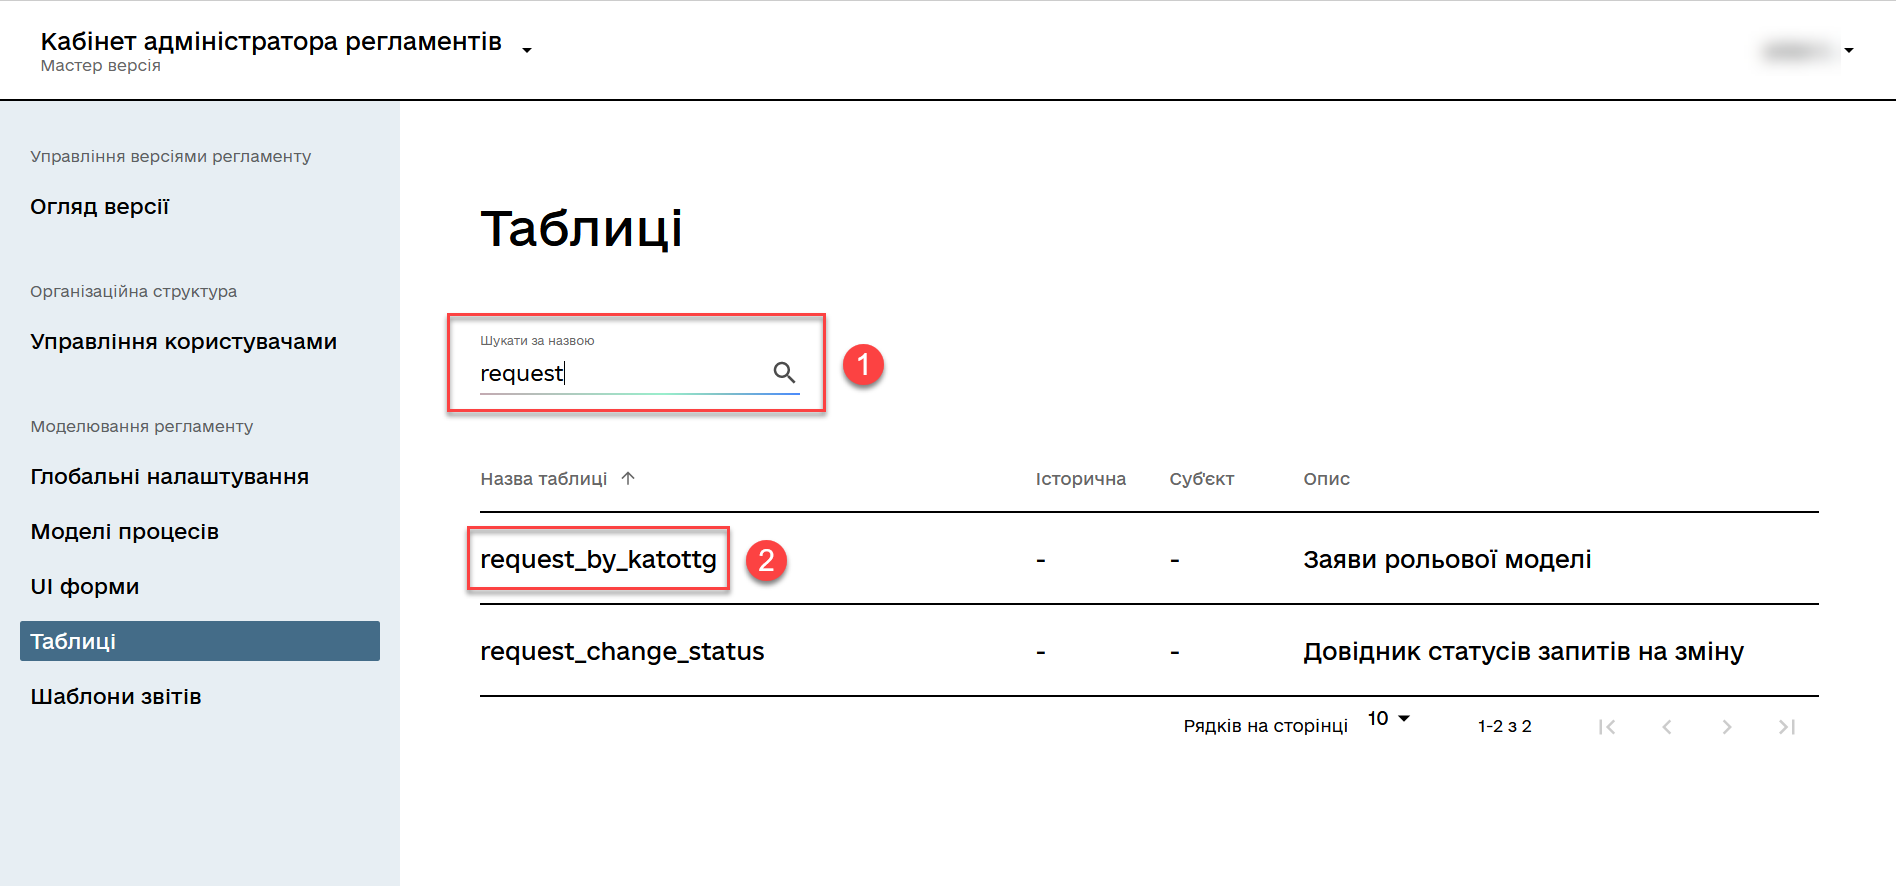 Кабінет адміністратора регламентів
Мастер версія
Управління версіями регламенту
Огляд версії
Організаційна структура
Управління користувачами
Моделювання регламенту
Глобальні налаштування
Моделі процесів
UI форми
Таблиці
Шаблони звітів
Таблиці
Шукати за назвою
request
1
Назва таблиці Історична Суб'єкт Опис
request_by_katottg - - Заяви рольової моделі
2
request_change_status - - Довідник статусів запитів на зміну
Рядків на сторінці 10 1-2 з 2